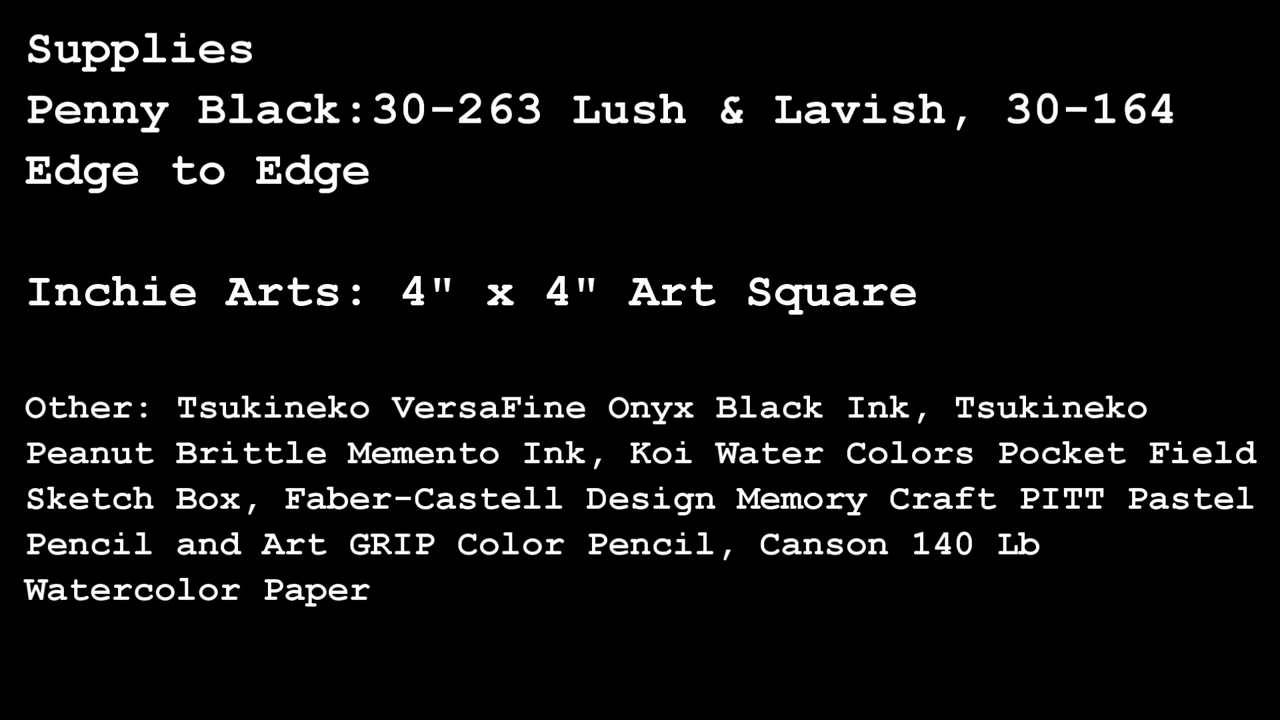 Supplies
Penny Black:30-263 Lush & Lavish, 30-164
Edge to Edge
Inchie Arts: 4" x 4" Art Square
Other: Tsukineko VersaFine Onyx Black Ink, Tsukineko
Peanut Brittle Memento Ink, Koi Water Colors Pocket Field
Sketch Box, Faber-Castell Design Memory Craft PITT Pastel
Pencil and Art GRIP Color Pencil, Canson 140 Lb
Watercolor Paper